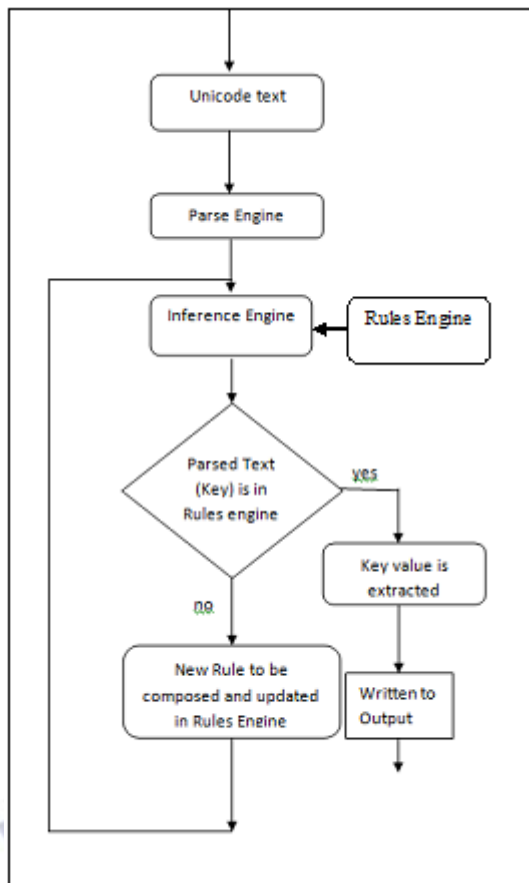 Unicode text
Parse Engine
Inference Engine
Rules Engine
Parsed Text
(Key) is in
Rules engine
yes
Key value is
extracted
no
New Rule to be
composed and updated
in Rules Engine
Written to
Output